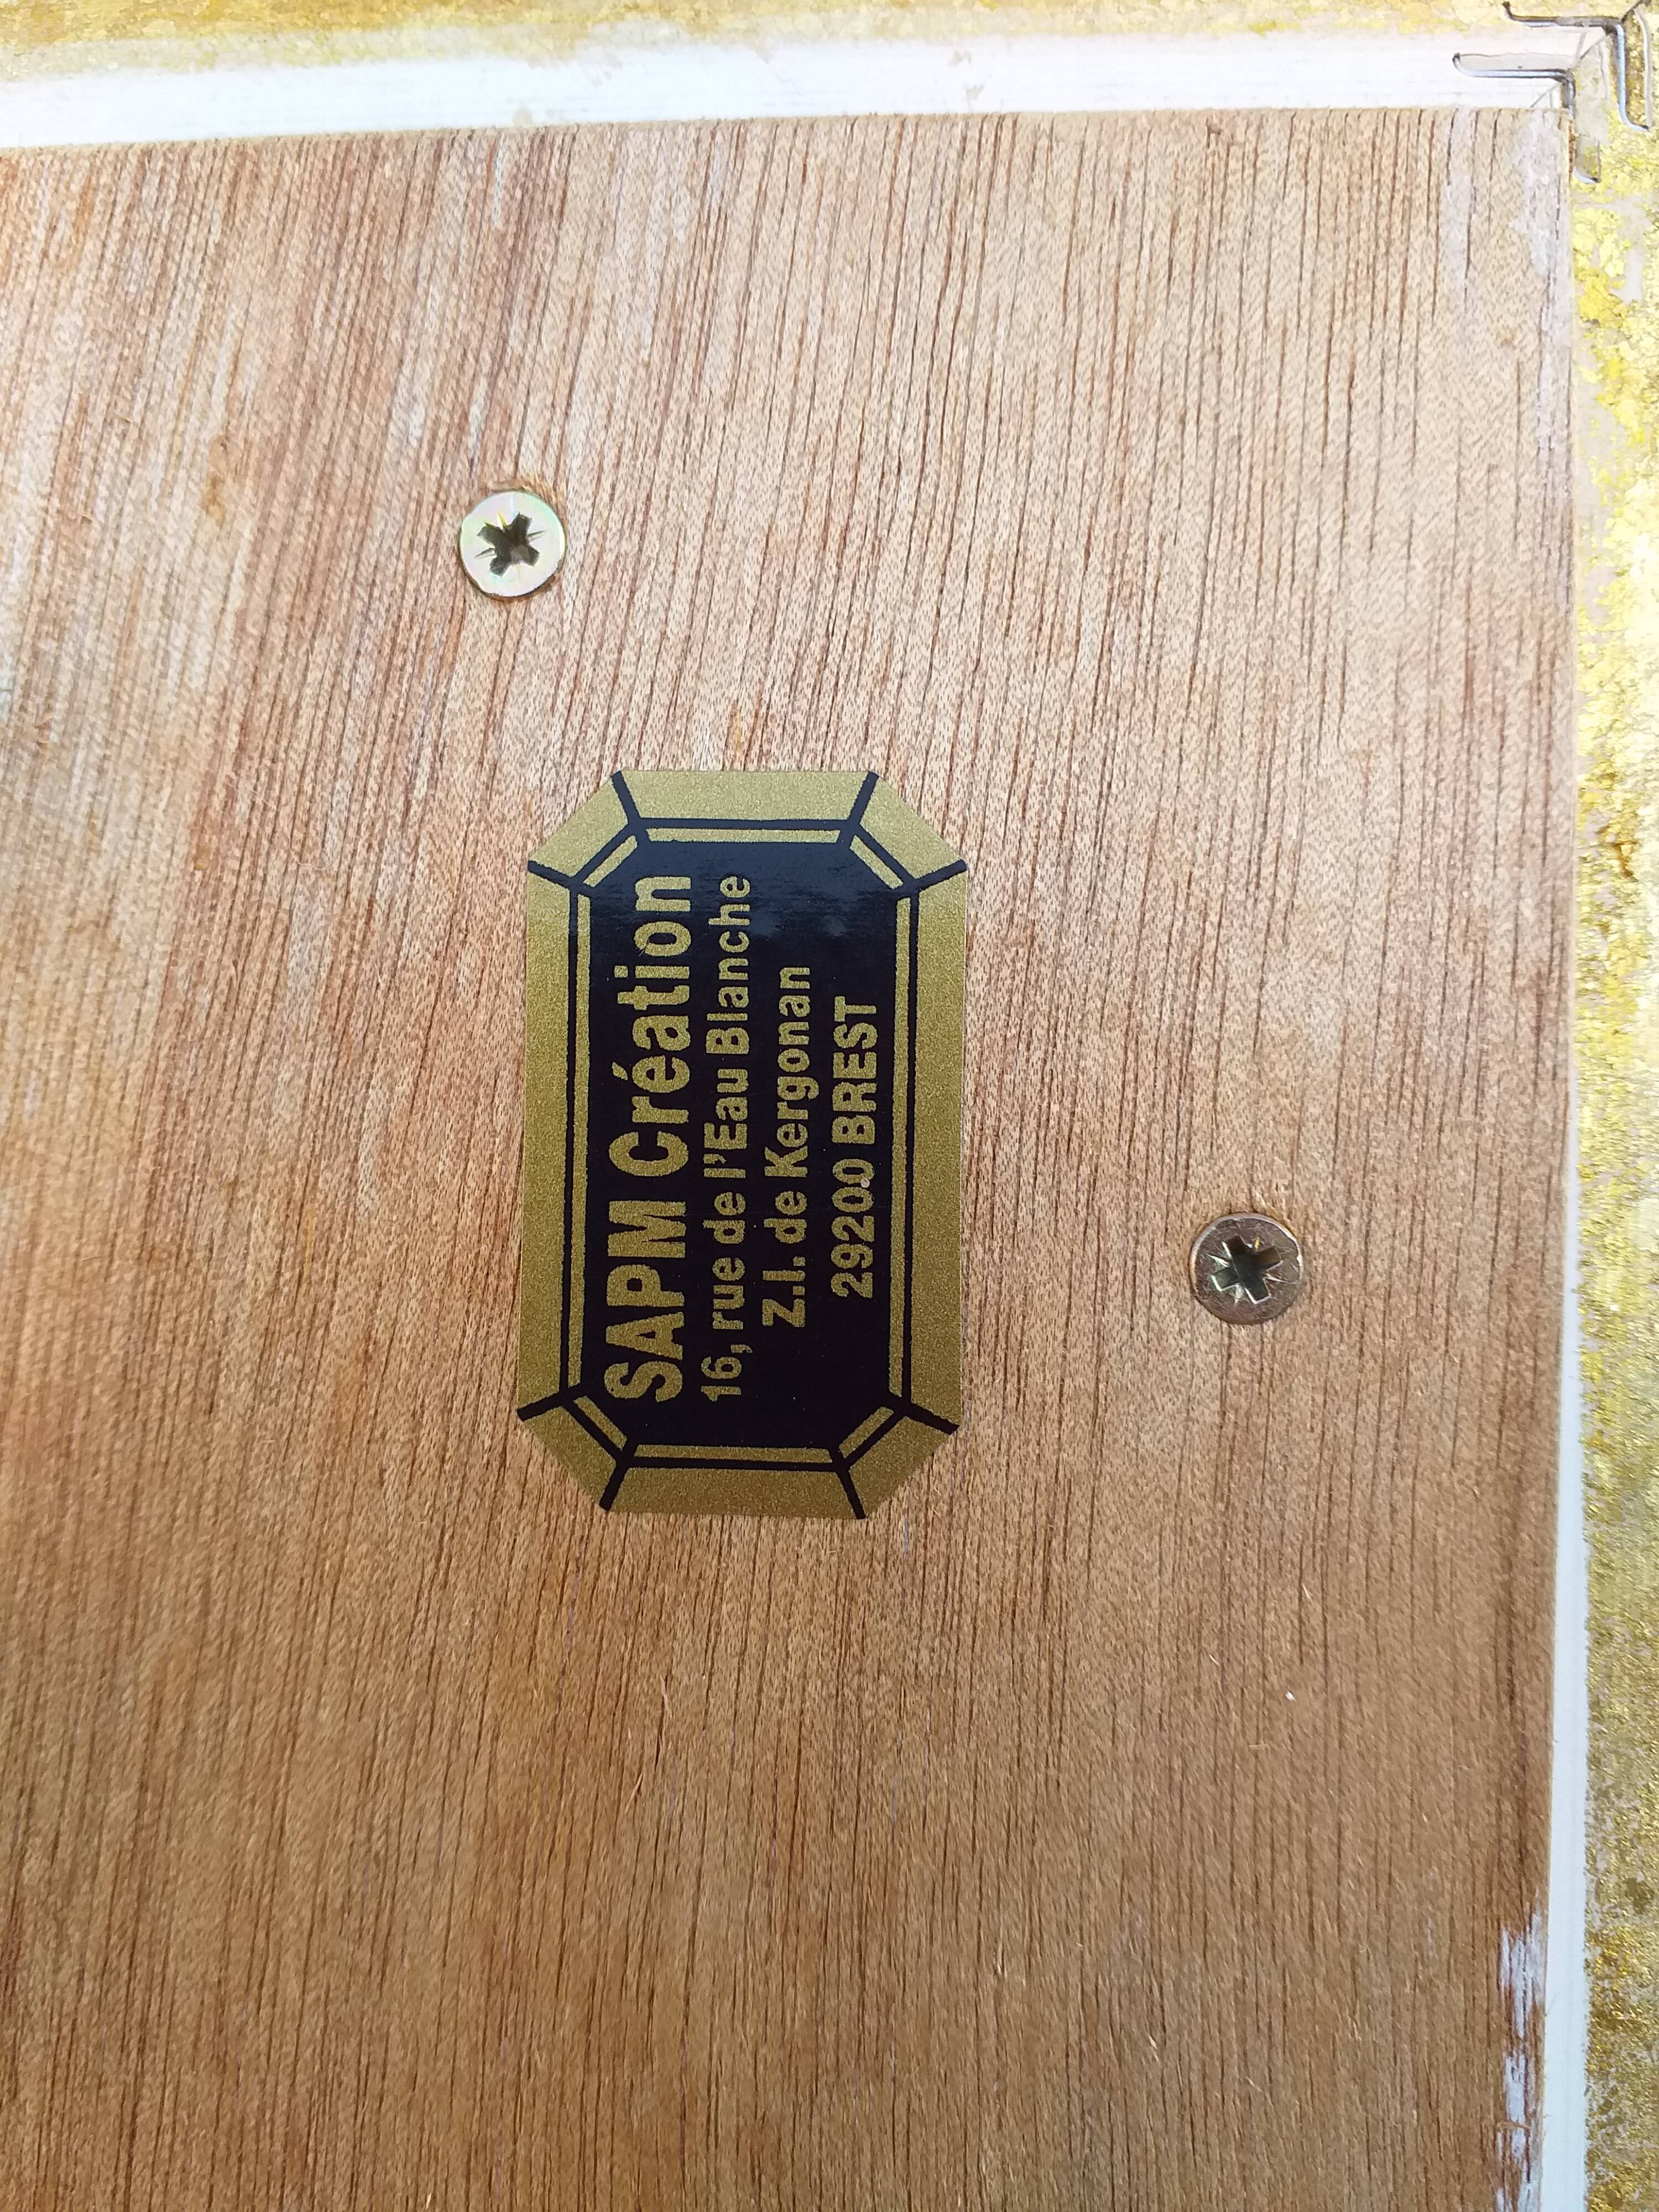 SAPM Création
16, rue de l'Eau Blanche
Z.I. de Kergonan
29200 BREST